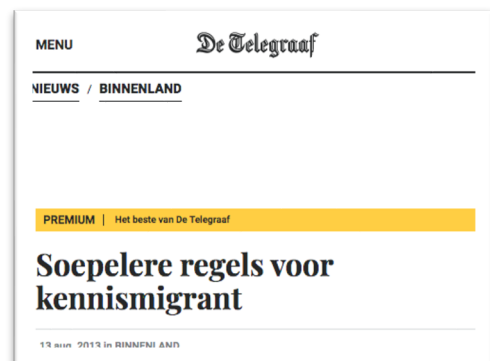 MENU De Telegraaf
NIEUWS / BINNENLAND
PREMIUM | Het beste van De Telegraaf
Soepelere regels voor
kennismigrant
13 aug. 2013 in BINNENLAND